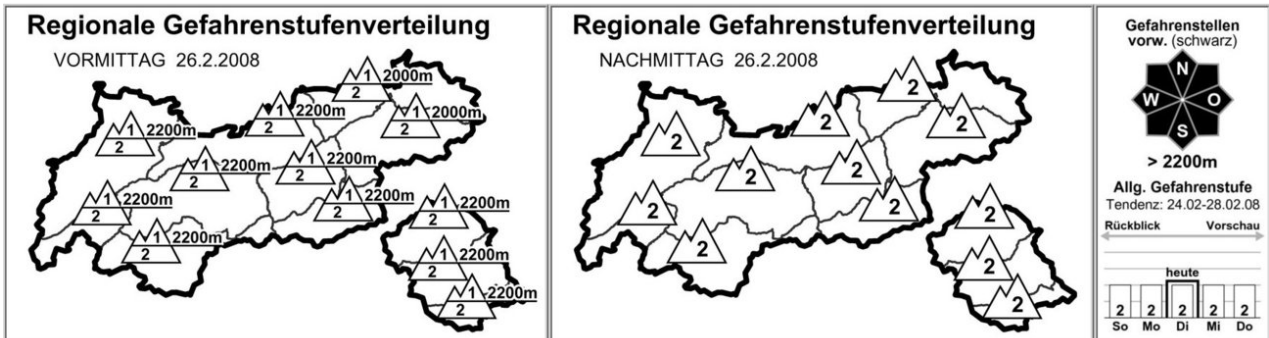 Regionale Gefahrenstufenverteilung
VORMITTAG 26.2.2008
1 2000m
2
1 2200m
2
1 2000m
2
1 2200m
2
1 2200m
2
1 2200m
2
1 2200m
2
1 2200m
2
1 2200m
2
1 2200m
2
1 2200m
2
1 2200m
2
Regionale Gefahrenstufenverteilung
NACHMITTAG 26.2.2008
2
2
2
2
2
2
2
2
2
2
2
2
Gefahrenstellen
vorw. (schwarz)
N
W O
S
> 2200m
Allg. Gefahrenstufe
Tendenz: 24.02-28.02.08
Rückblick Vorschau
heute
2 2 2 2 2
So Mo Di Mi Do